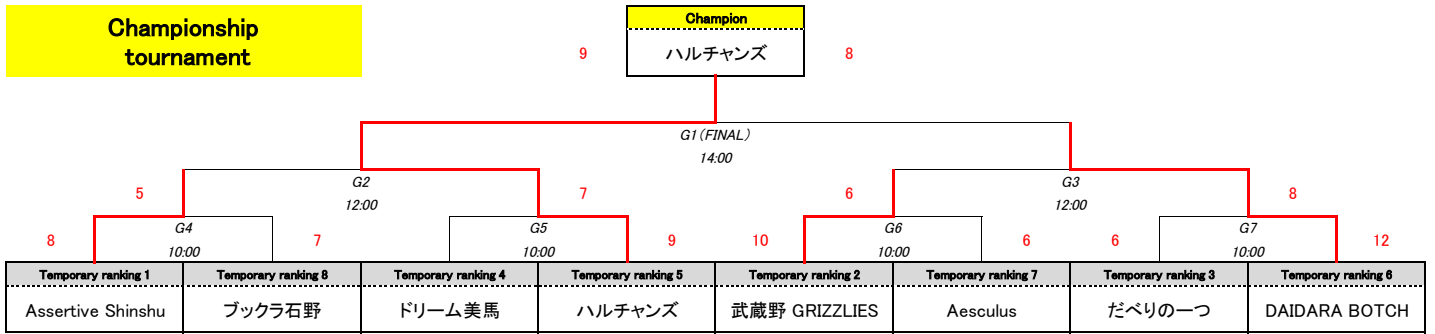 Championship
tournament
Champion
9 ハルチャンズ 8
G1(FINAL)
14:00
5 G2 7 6 G3 8
12:00 12:00
G4 G5 G6 G7
8 10:00 7 10:00 9 10 10:00 6 6 10:00 12
Temporary ranking 1 Temporary ranking 8 Temporary ranking 4 Temporary ranking 5 Temporary ranking 2 Temporary ranking 7 Temporary ranking 3 Temporary ranking 6
Assertive Shinshu ブックラ石野 ドリーム美馬 ハルチャンズ 武蔵野 GRIZZLIES Aesculus だべりの一つ DAIDARA BOTCH